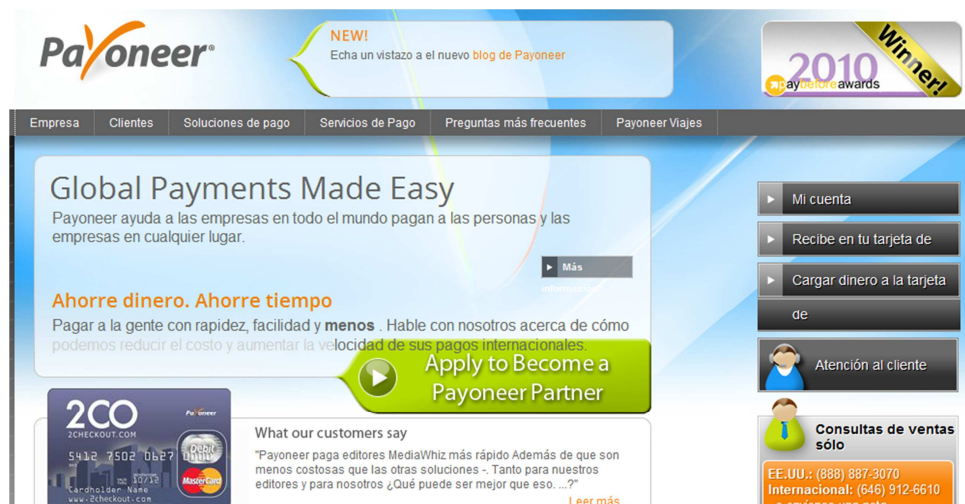 Payoneer®
NEW!
Echa un vistazo a el nuevo blog de Payoneer
Winner!
2010
paybefore awards
Empresa
Clientes
Soluciones de pago
Servicios de Pago
Preguntas más frecuentes
Payoneer Viajes
Global Payments Made Easy
Payoneer ayuda a las empresas en todo el mundo pagan a las personas y las
empresas en cualquier lugar.
Más
Ahorre dinero. Ahorre tiempo
Pagar a la gente con rapidez, facilidad y menos . Hable con nosotros acerca de cómo
podemos reducir el costo y aumentar la velocidad de sus pagos internacionales.
Apply to Become a
Payoneer Partner
Mi cuenta
Recibe en tu tarjeta de
Cargar dinero a la tarjeta
de
Atención al cliente
Consultas de ventas
sólo
EE.UU.: (888) 887-3070
Internacional: (646) 912-6610
2CO
2CHECKOUT.COM
Payoneer
5412 7502 0627
Debit
10/12
MasterCard
Cardholder Name
www.2checkout.com
What our customers say
"Payoneer paga editores MediaWhiz más rápido Además de que son
menos costosas que las otras soluciones -. Tanto para nuestros
editores y para nosotros ¿Qué puede ser mejor que eso. ...?"
Leer más